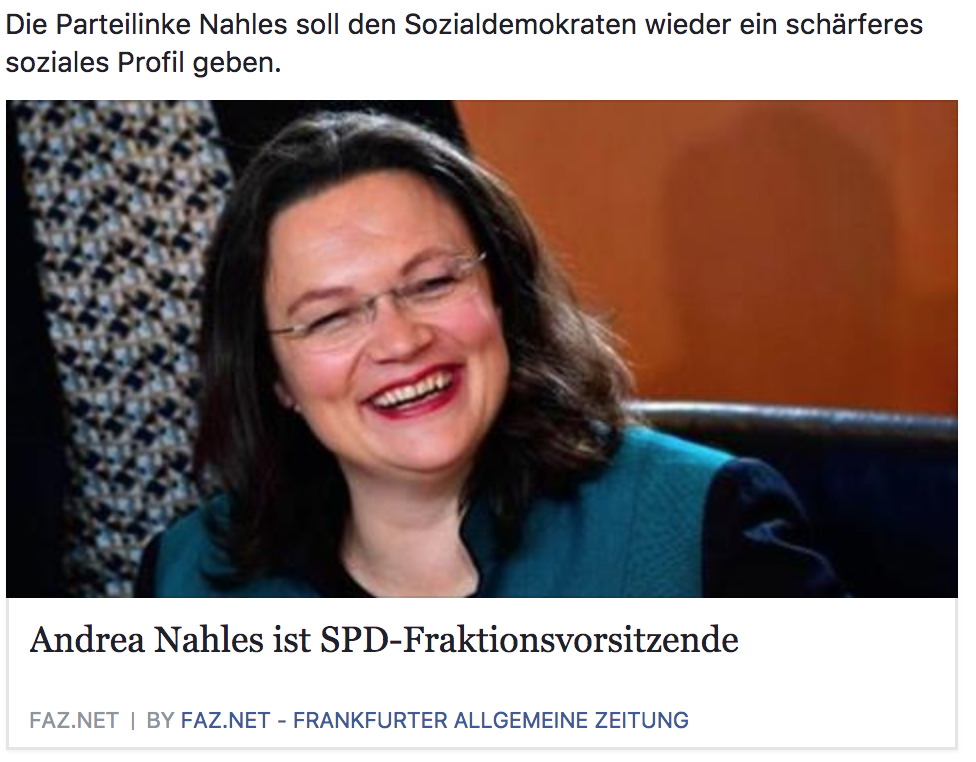 Die Parteilinke Nahles soll den Sozialdemokraten wieder ein schärferes
soziales Profil geben.
Andrea Nahles ist SPD-Fraktionsvorsitzende
FAZ.NET | BY FAZ.NET - FRANKFURTER ALLGEMEINE ZEITUNG